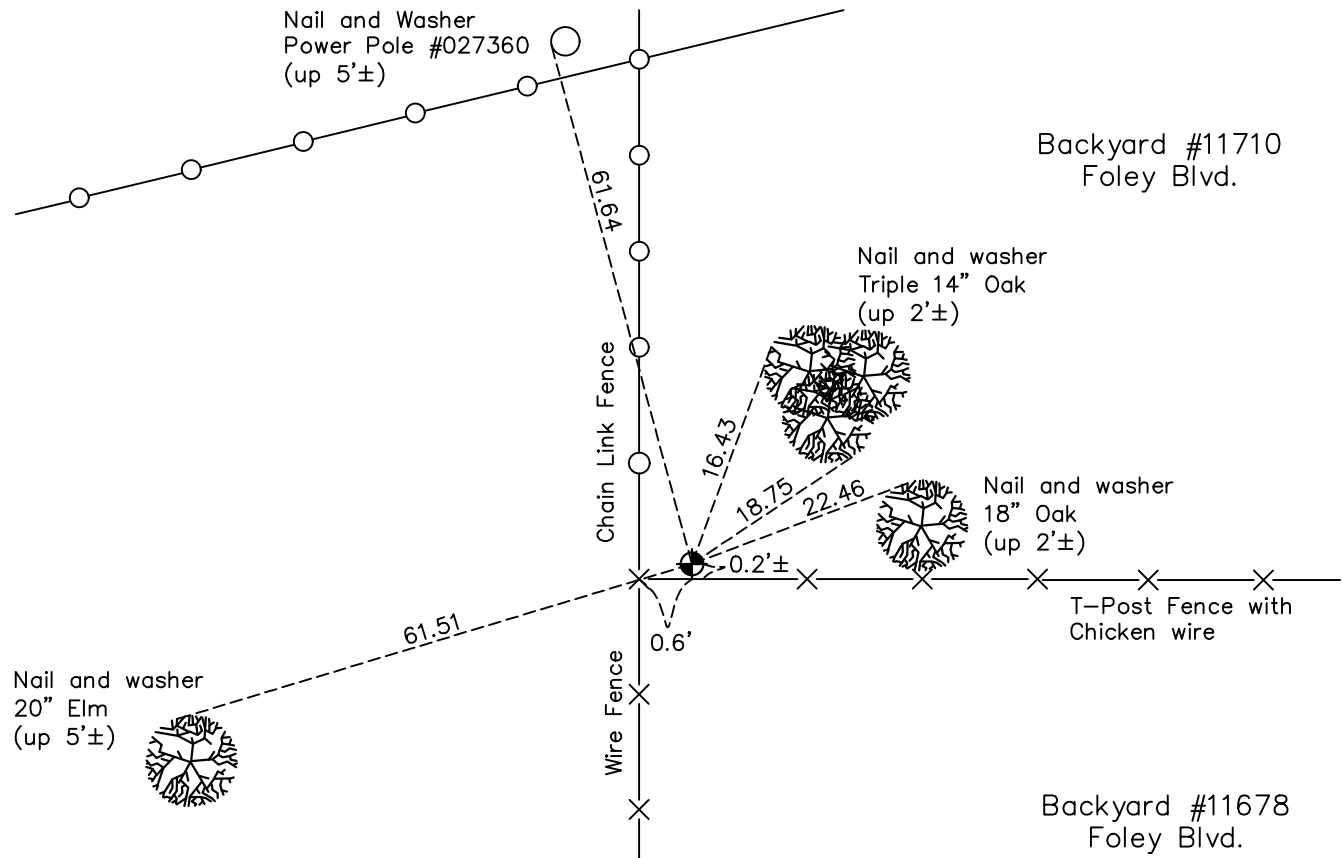 Nail and Washer
Power Pole #027360
(up 5'±)
Backyard #11710
Foley Blvd.
61.64
Nail and washer
Triple 14" Oak
(up 2'±)
Chain Link Fence
16.43
18.75
22.46
Nail and washer
18" Oak
(up 2'±)
0.2'±
T-Post Fence with
Chicken wire
0.6'
61.51
Wire Fence
Nail and washer
20" Elm
(up 5'±)
Backyard #11678
Foley Blvd.